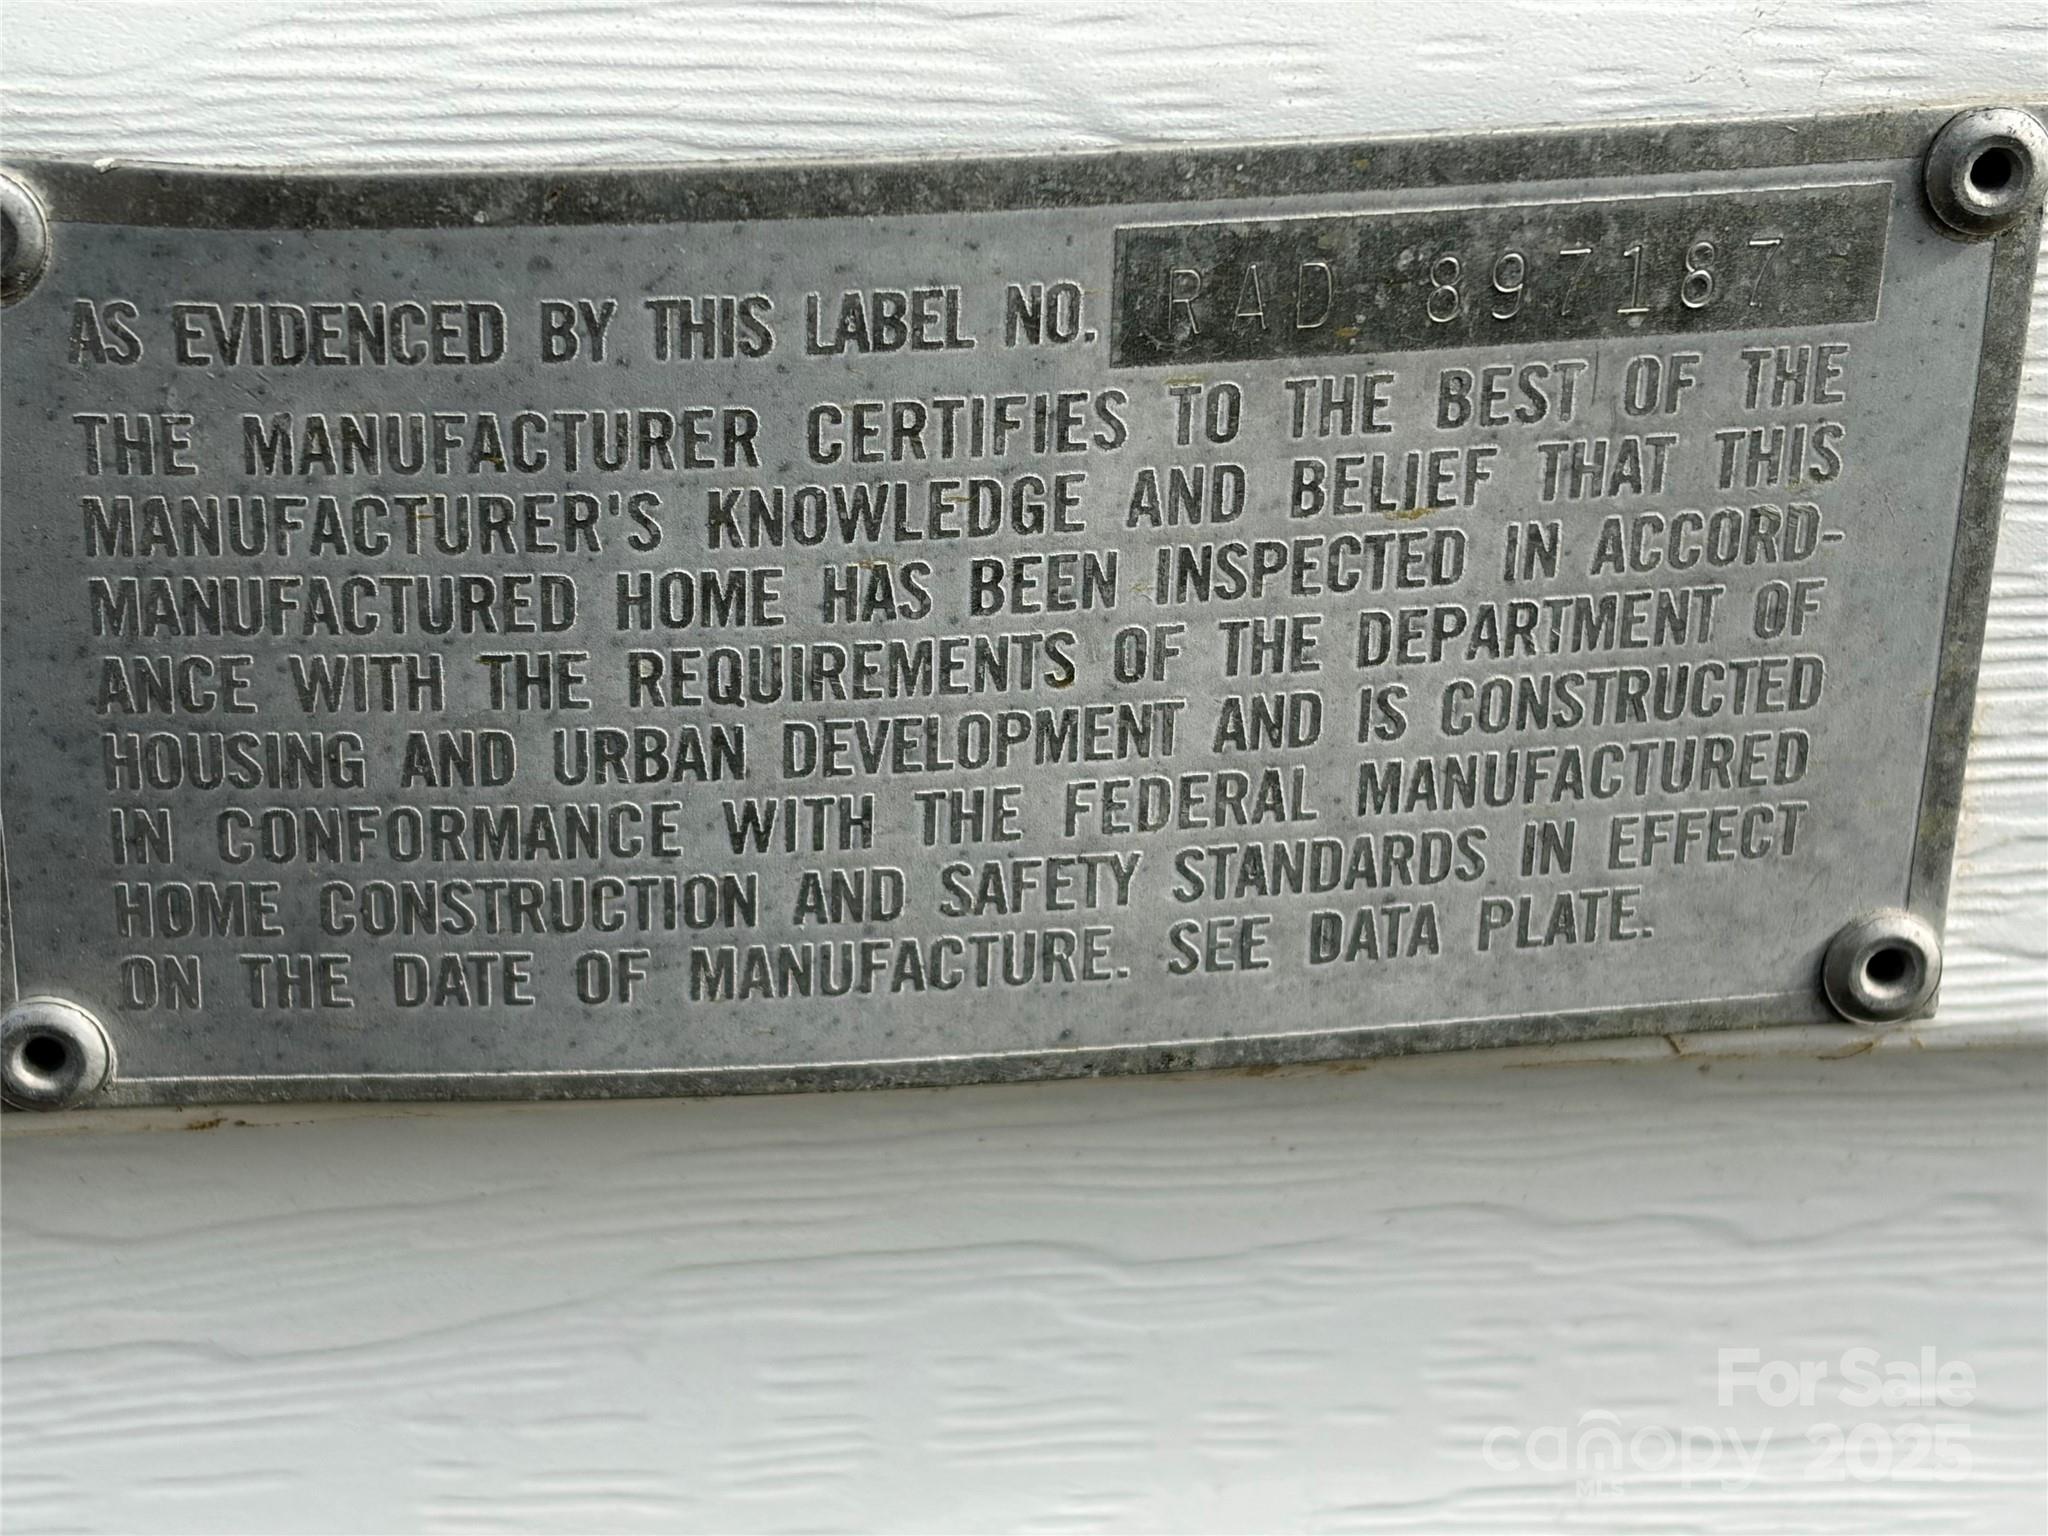 AS EVIDENCED BY THIS LABEL NO. RAD 897187
THE MANUFACTURER CERTIFIES TO THE BEST OF THE
MANUFACTURER'S KNOWLEDGE AND BELIEF THAT THIS
MANUFACTURED HOME HAS BEEN INSPECTED IN ACCORD-
ANCE WITH THE REQUIREMENTS OF THE DEPARTMENT OF
HOUSING AND URBAN DEVELOPMENT AND IS CONSTRUCTED
IN CONFORMANCE WITH THE FEDERAL MANUFACTURED
HOME CONSTRUCTION AND SAFETY STANDARDS IN EFFECT
ON THE DATE OF MANUFACTURE. SEE DATA PLATE.
For Sale
canopy 2025
MLS